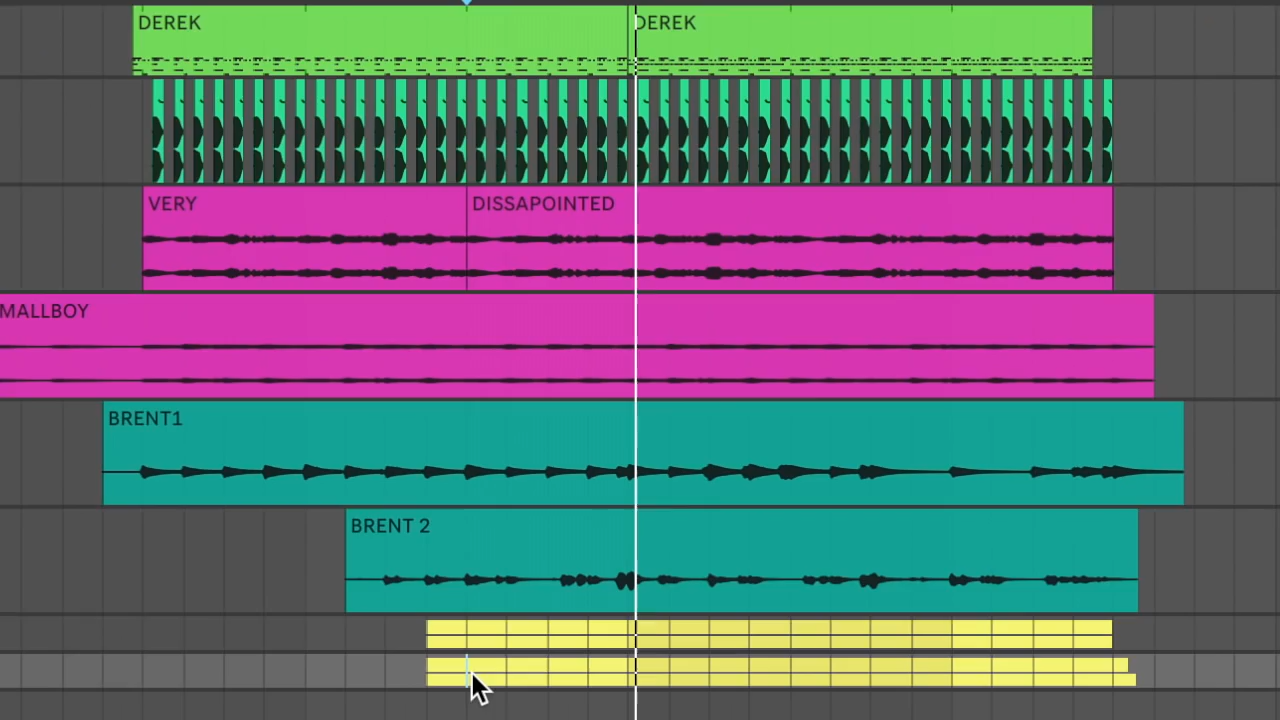 DEREK DEREK
VERY DISSAPOINTED
MALLBOY
BRENT1
BRENT 2